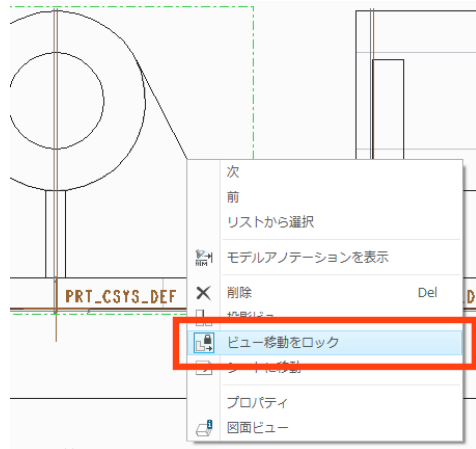 次
前
リストから選択
モデルアノテーションを表示
PRT_CSYS_DEF
削除 Del
投影ビュー
ビュー移動をロック
シートに移動
プロパティ
図面ビュー